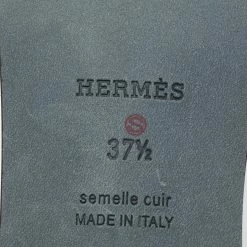 HERMÈS
37½
semelle cuir
MADE IN ITALY